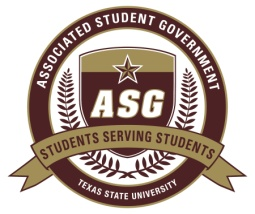 ASSOCIATED STUDENT GOVERNMENT
ASG
STUDENTS SERVING STUDENTS
TEXAS STATE UNIVERSITY